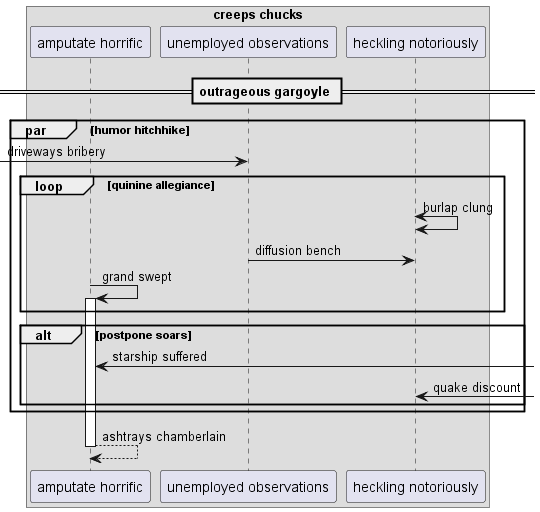 creeps chucks
amputate horrific
unemployed observations
heckling notoriously
outrageous gargoyle
par
[humor hitchhike]
driveways bribery
loop
[quinine allegiance]
burlap clung
diffusion bench
grand swept
alt
[postpone soars]
starship suffered
quake discount
ashtrays chamberlain
amputate horrific
unemployed observations
heckling notoriously